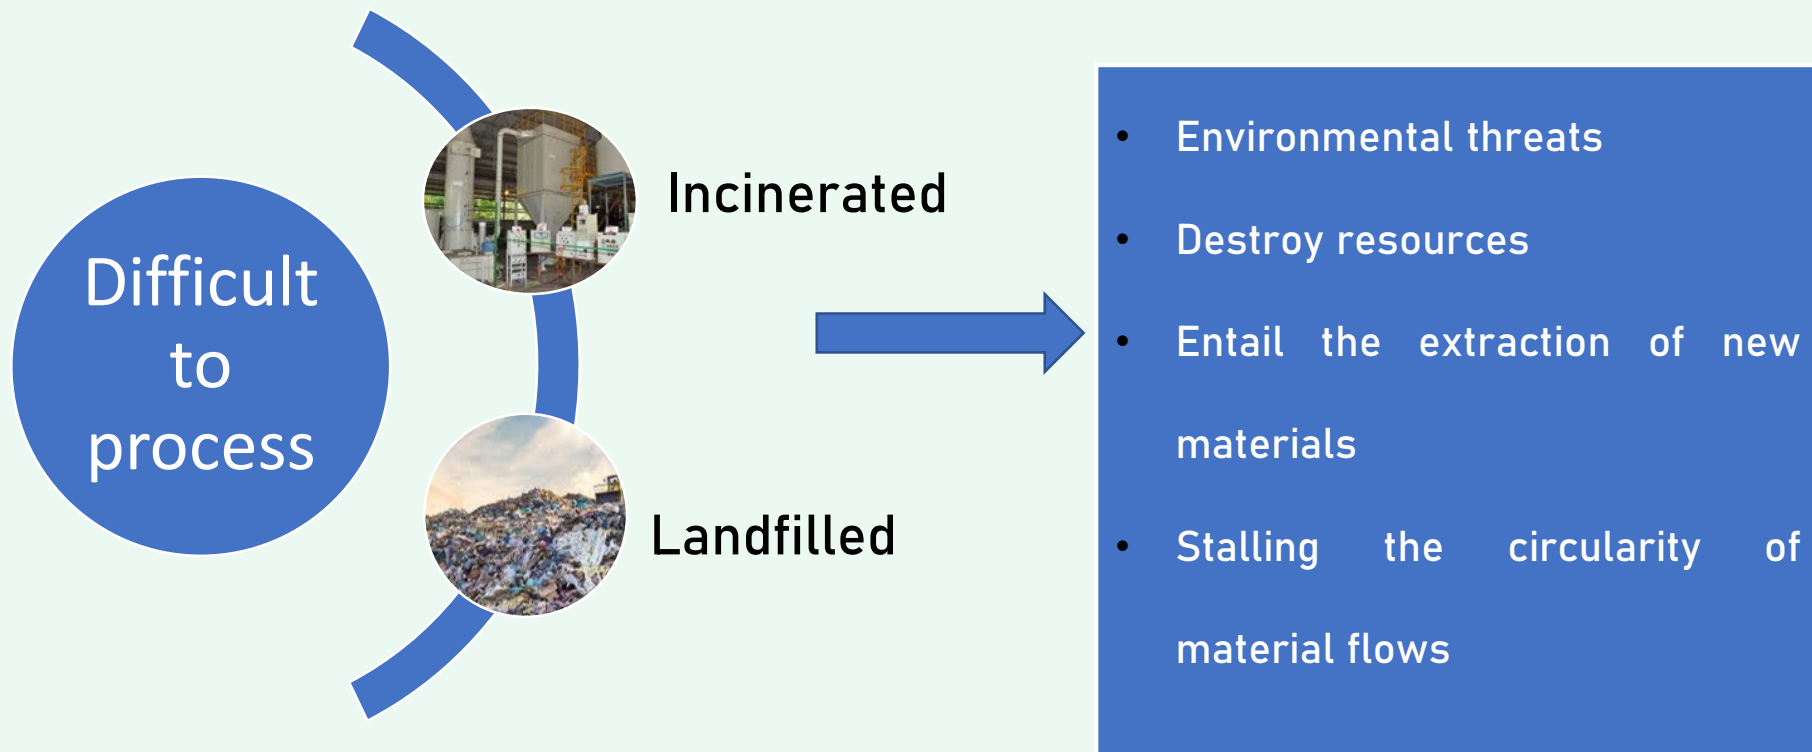 Difficult
to
process
Incinerated
Landfilled
• Environmental threats
• Destroy resources
• Entail the extraction of new
materials
• Stalling the circularity of
material flows